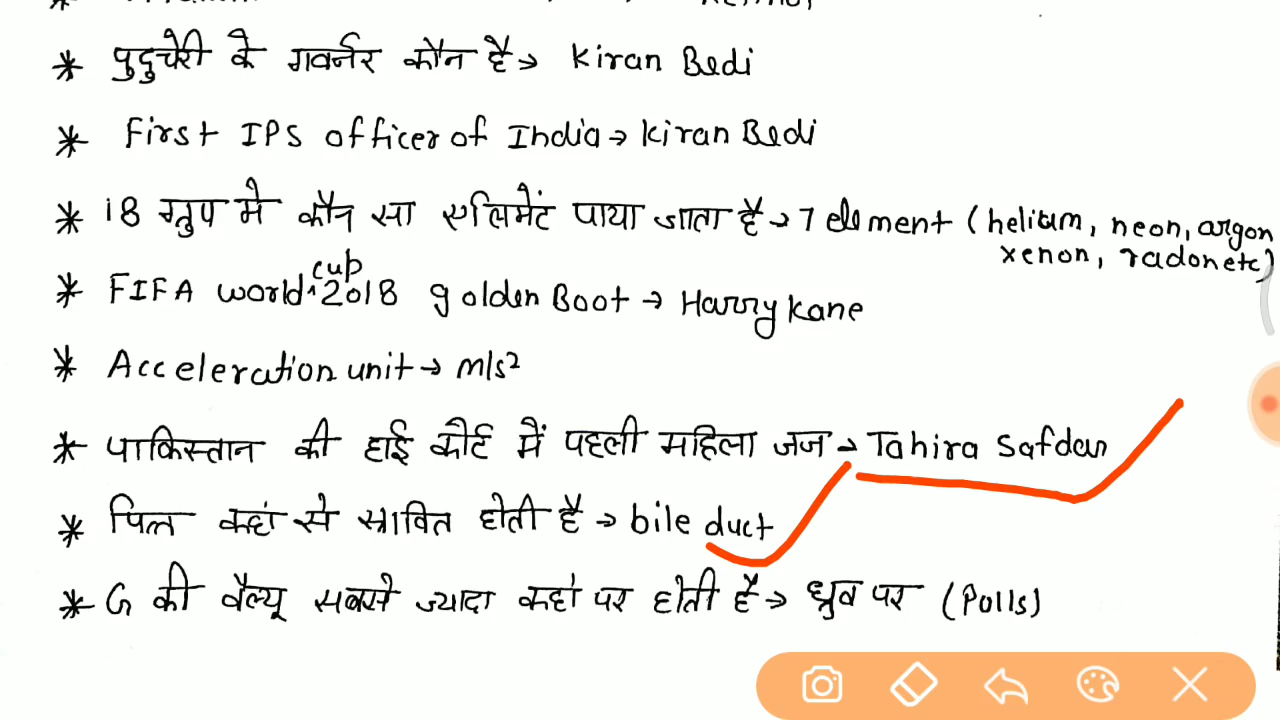 * पुदुचेरी के गवर्नर कौन है → Kiran Bedi
* First IPS officer of India → Kiran Bedi
* 18 ग्रुप मे कौन सा एलिमेंट पाया जाता है → 7 element (helium, neon, argon
xenon, radon etc)
* FIFA world cup 2018 golden Boot → Harry Kane
* Acceleration unit → m/s²
* पाकिस्तान की हाई कोर्ट में पहली महिला जज → Tahira Safdar
* पित्त कहां से स्रावित होती है → bile duct
* G की वैल्यू सबसे ज्यादा कहां पर होती है → ध्रुव पर (Polls)